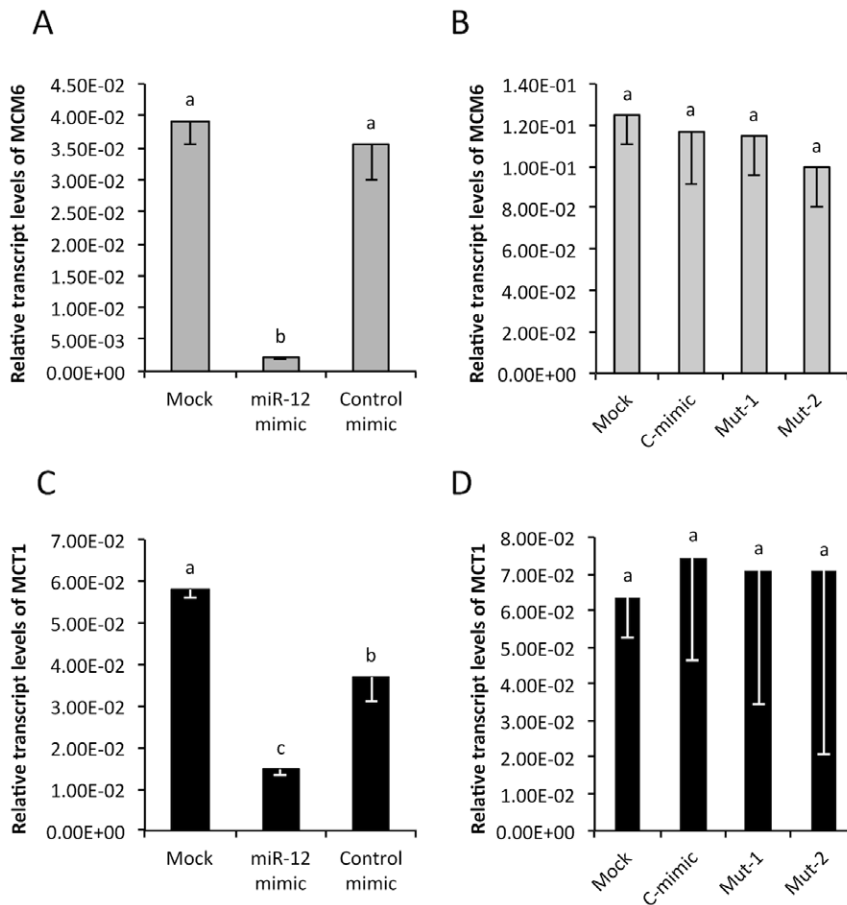 A
Relative transcript levels of MCM6
4.50E-02
4.00E-02
3.50E-02
3.00E-02
2.50E-02
2.00E-02
1.50E-02
1.00E-02
5.00E-03
0.00E+00
a
b
a
Mock
miR-12 mimic
Control mimic
B
Relative transcript levels of MCM6
1.40E-01
1.20E-01
1.00E-01
8.00E-02
6.00E-02
4.00E-02
2.00E-02
0.00E+00
a
a
a
a
Mock
C-mimic
Mut-1
Mut-2
C
Relative transcript levels of MCT1
7.00E-02
6.00E-02
5.00E-02
4.00E-02
3.00E-02
2.00E-02
1.00E-02
0.00E+00
a
c
b
Mock
miR-12 mimic
Control mimic
D
Relative transcript levels of MCT1
8.00E-02
7.00E-02
6.00E-02
5.00E-02
4.00E-02
3.00E-02
2.00E-02
1.00E-02
0.00E+00
a
a
a
a
Mock
C-mimic
Mut-1
Mut-2